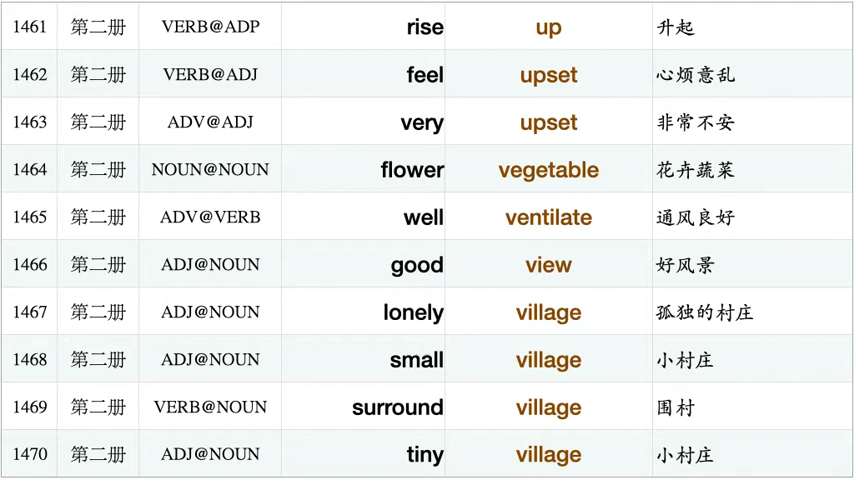 1461 第二册 VERB@ADP rise up 升起
1462 第二册 VERB@ADJ feel upset 心烦意乱
1463 第二册 ADV@ADJ very upset 非常不安
1464 第二册 NOUN@NOUN flower vegetable 花卉蔬菜
1465 第二册 ADV@VERB well ventilate 通风良好
1466 第二册 ADJ@NOUN good view 好风景
1467 第二册 ADJ@NOUN lonely village 孤独的村庄
1468 第二册 ADJ@NOUN small village 小村庄
1469 第二册 VERB@NOUN surround village 围村
1470 第二册 ADJ@NOUN tiny village 小村庄